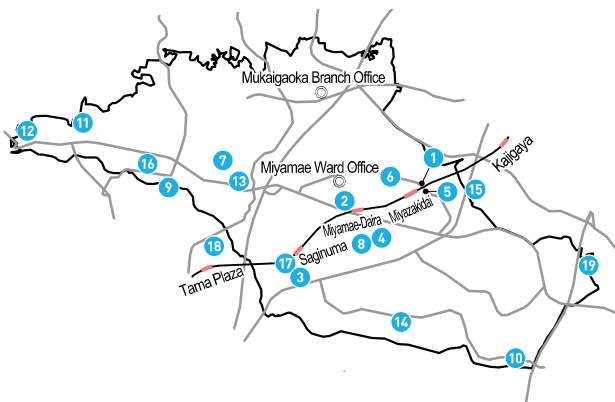 Mukaigaoka Branch Office
11
12
1
Kajigaya
7
16
Miyamae Ward Office
6
13
9
5
15
2
Miyazakidai
Miyamae-Daira
18
8
4
Saginuma
17
19
Tama Plaza
3
14
10